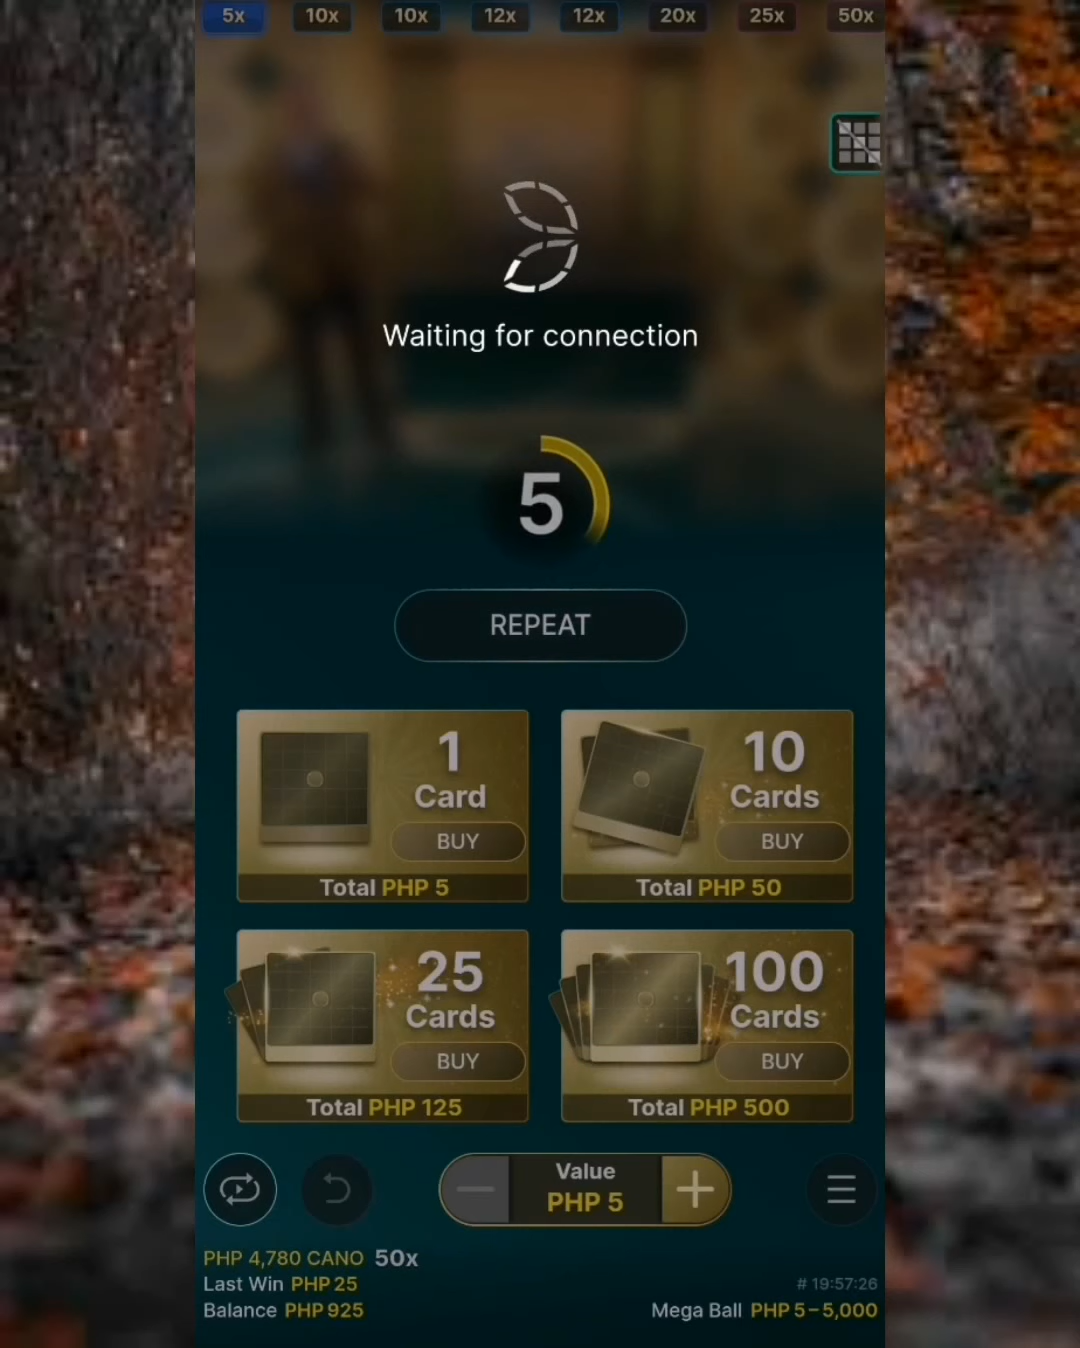 5x 10x 10x 12x 12x 20x 25x 50x
Waiting for connection
5
REPEAT
1
Card
BUY
Total PHP 5
10
Cards
BUY
Total PHP 50
25
Cards
BUY
Total PHP 125
100
Cards
BUY
Total PHP 500
Value
PHP 5
PHP 4,780 CANO 50x
Last Win PHP 25
# 19:57:26
Balance PHP 925
Mega Ball PHP 5–5,000